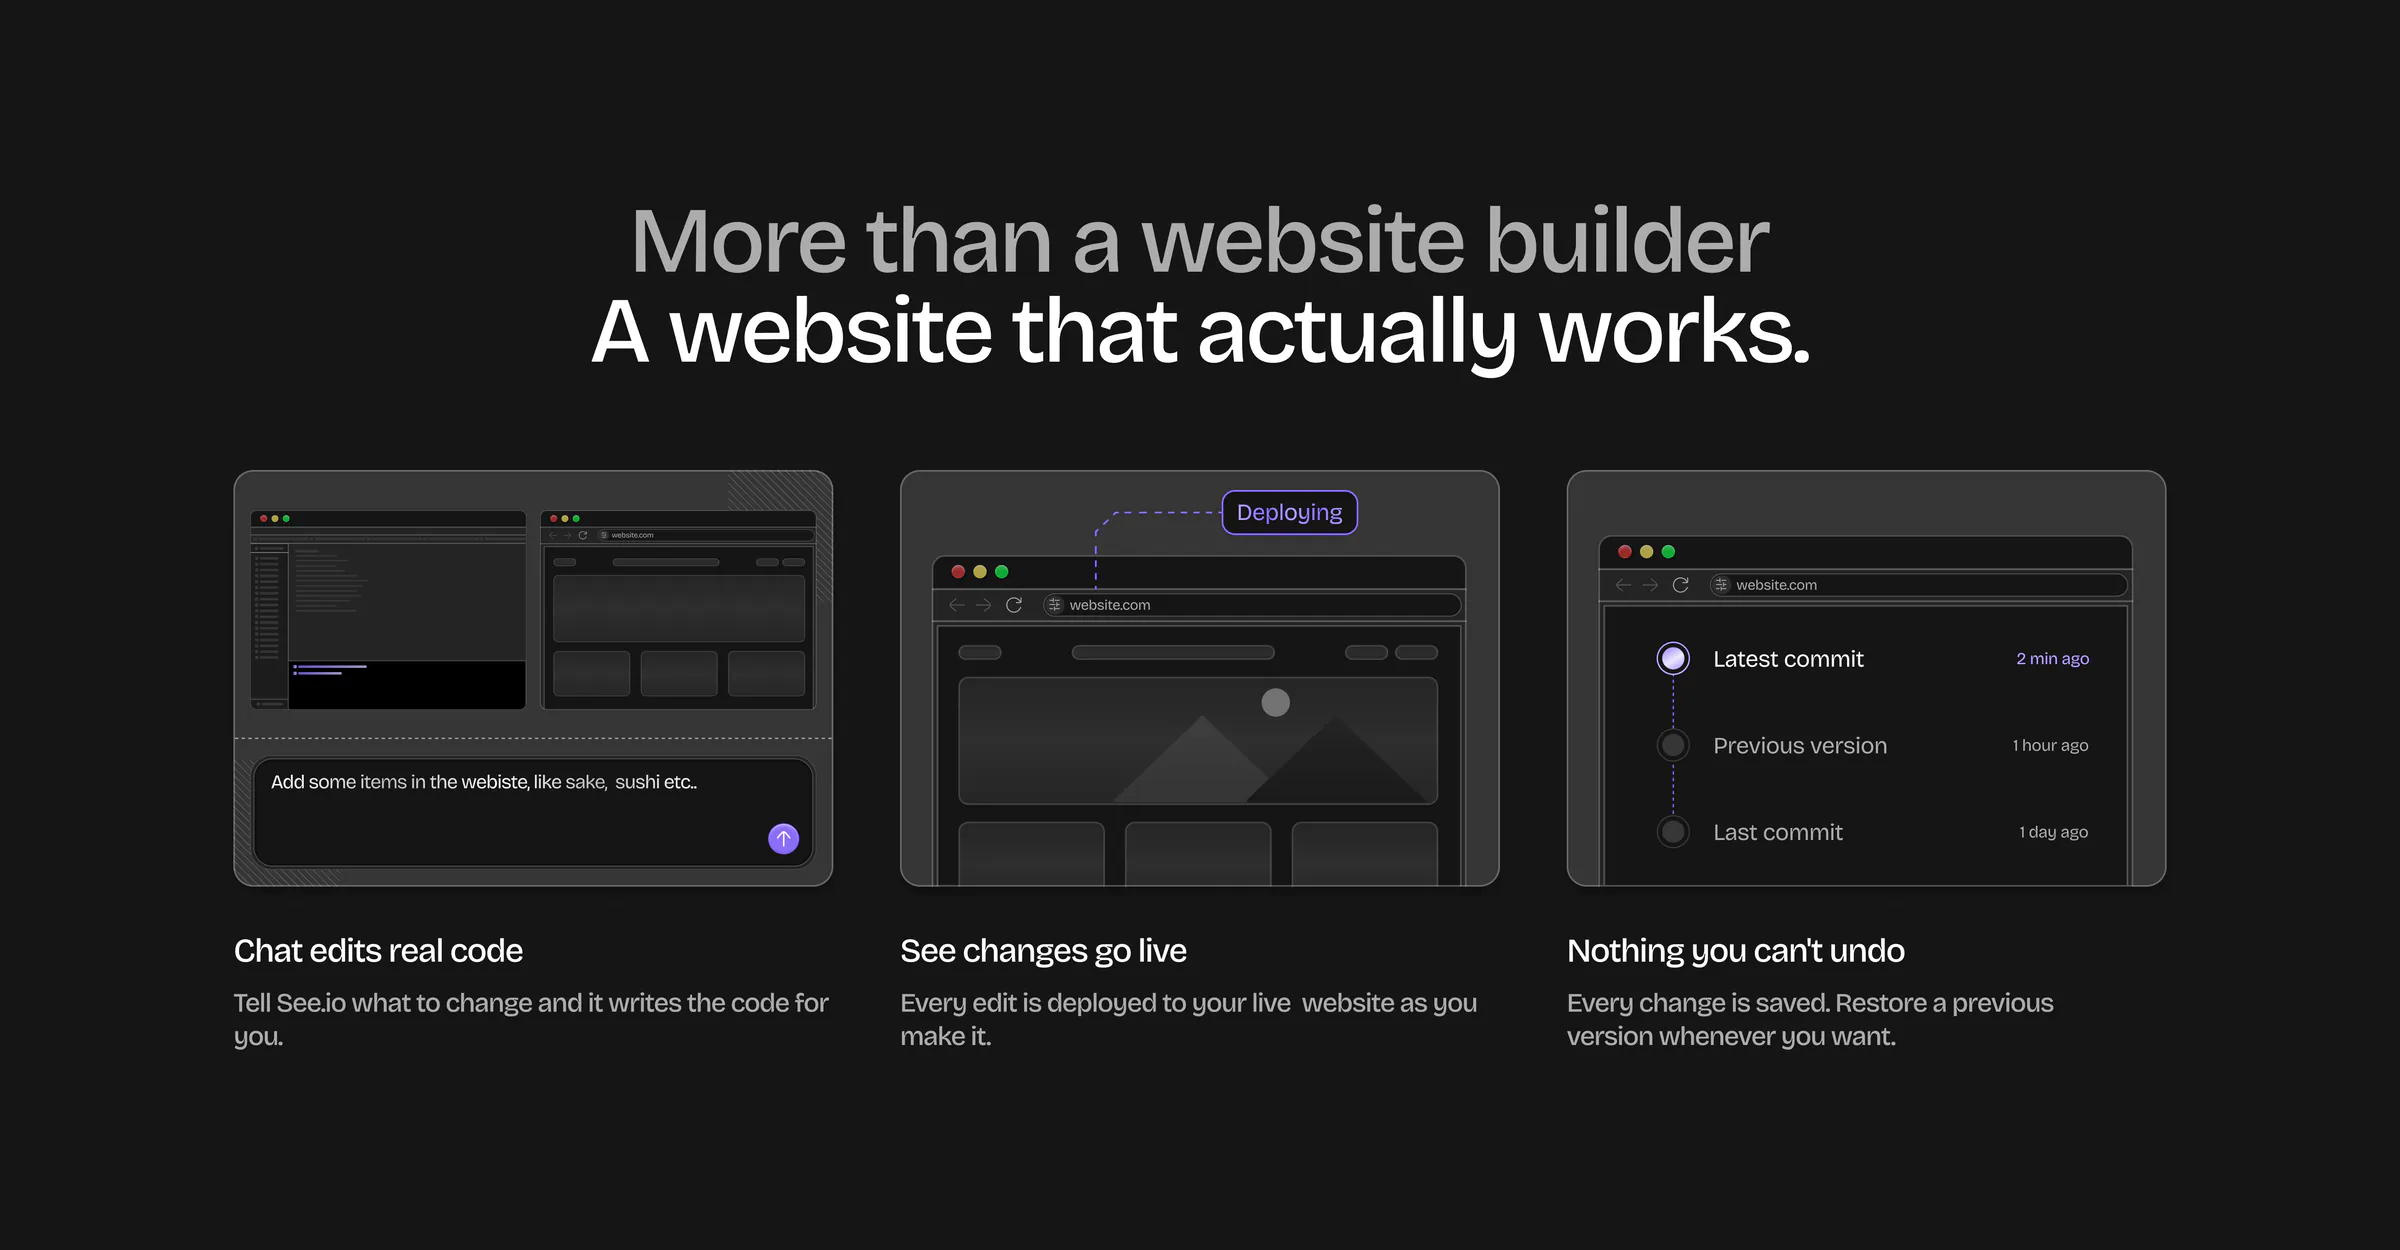 More than a website builder
A website that actually works.
website.com
Add some items in the webiste, like sake,  sushi etc..
Chat edits real code
Tell See.io what to change and it writes the code for
you.
Deploying
website.com
See changes go live
Every edit is deployed to your live  website as you
make it.
website.com
Latest commit
2 min ago
Previous version
1 hour ago
Last commit
1 day ago
Nothing you can't undo
Every change is saved. Restore a previous
version whenever you want.